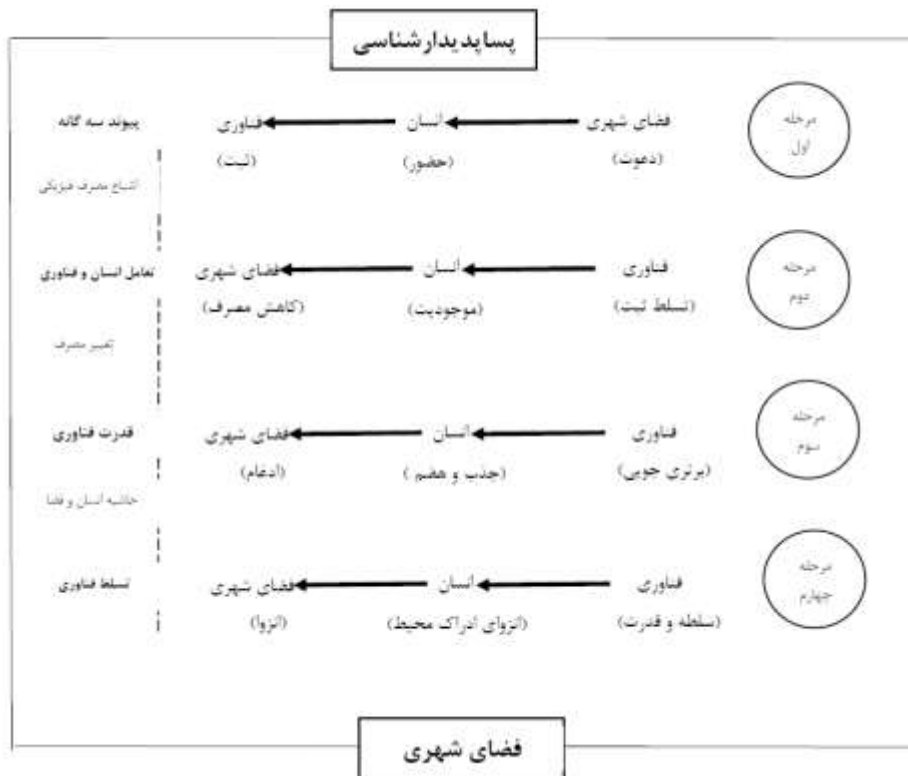 پساپدیدارشناسی
مرحله اول
فضای شهری انسان فناوری پیوند سه گانه
(دعوت) (حضور) (ثبت)
اشباع مصرف فیزیکی
مرحله دوم
فناوری انسان فضای شهری تعامل انسان و فناوری
(تسلط ثبت) (موجودیت) (کاهش مصرف)
تغییر مصرف
مرحله سوم
فناوری انسان فضای شهری قدرت فناوری
(برتری جویی) (جذب و هضم) (ادغام)
حاشیه انسان و فضا
مرحله چهارم
فناوری انسان فضای شهری تسلط فناوری
(سلطه و قدرت) (انزوای ادراک محیط) (انزوا)
فضای شهری